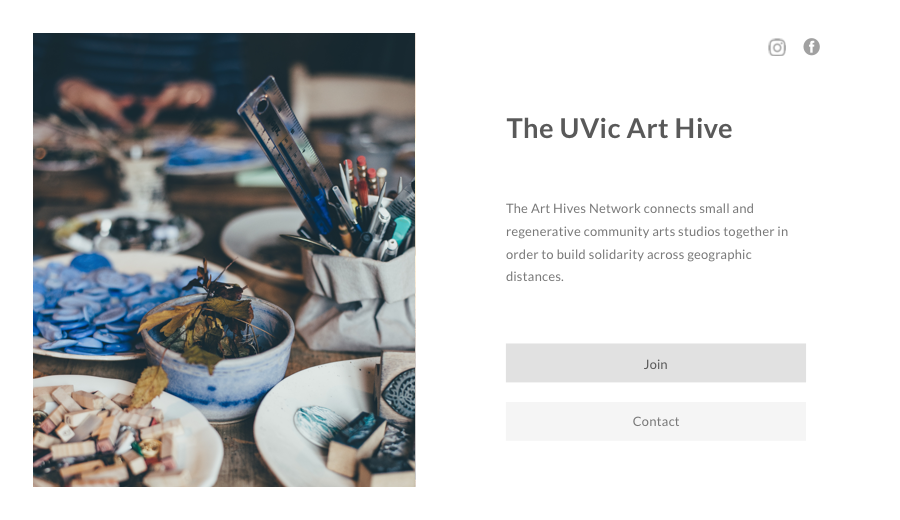 The UVic Art Hive
The Art Hives Network connects small and
regenerative community arts studios together in
order to build solidarity across geographic
distances.
Join
Contact